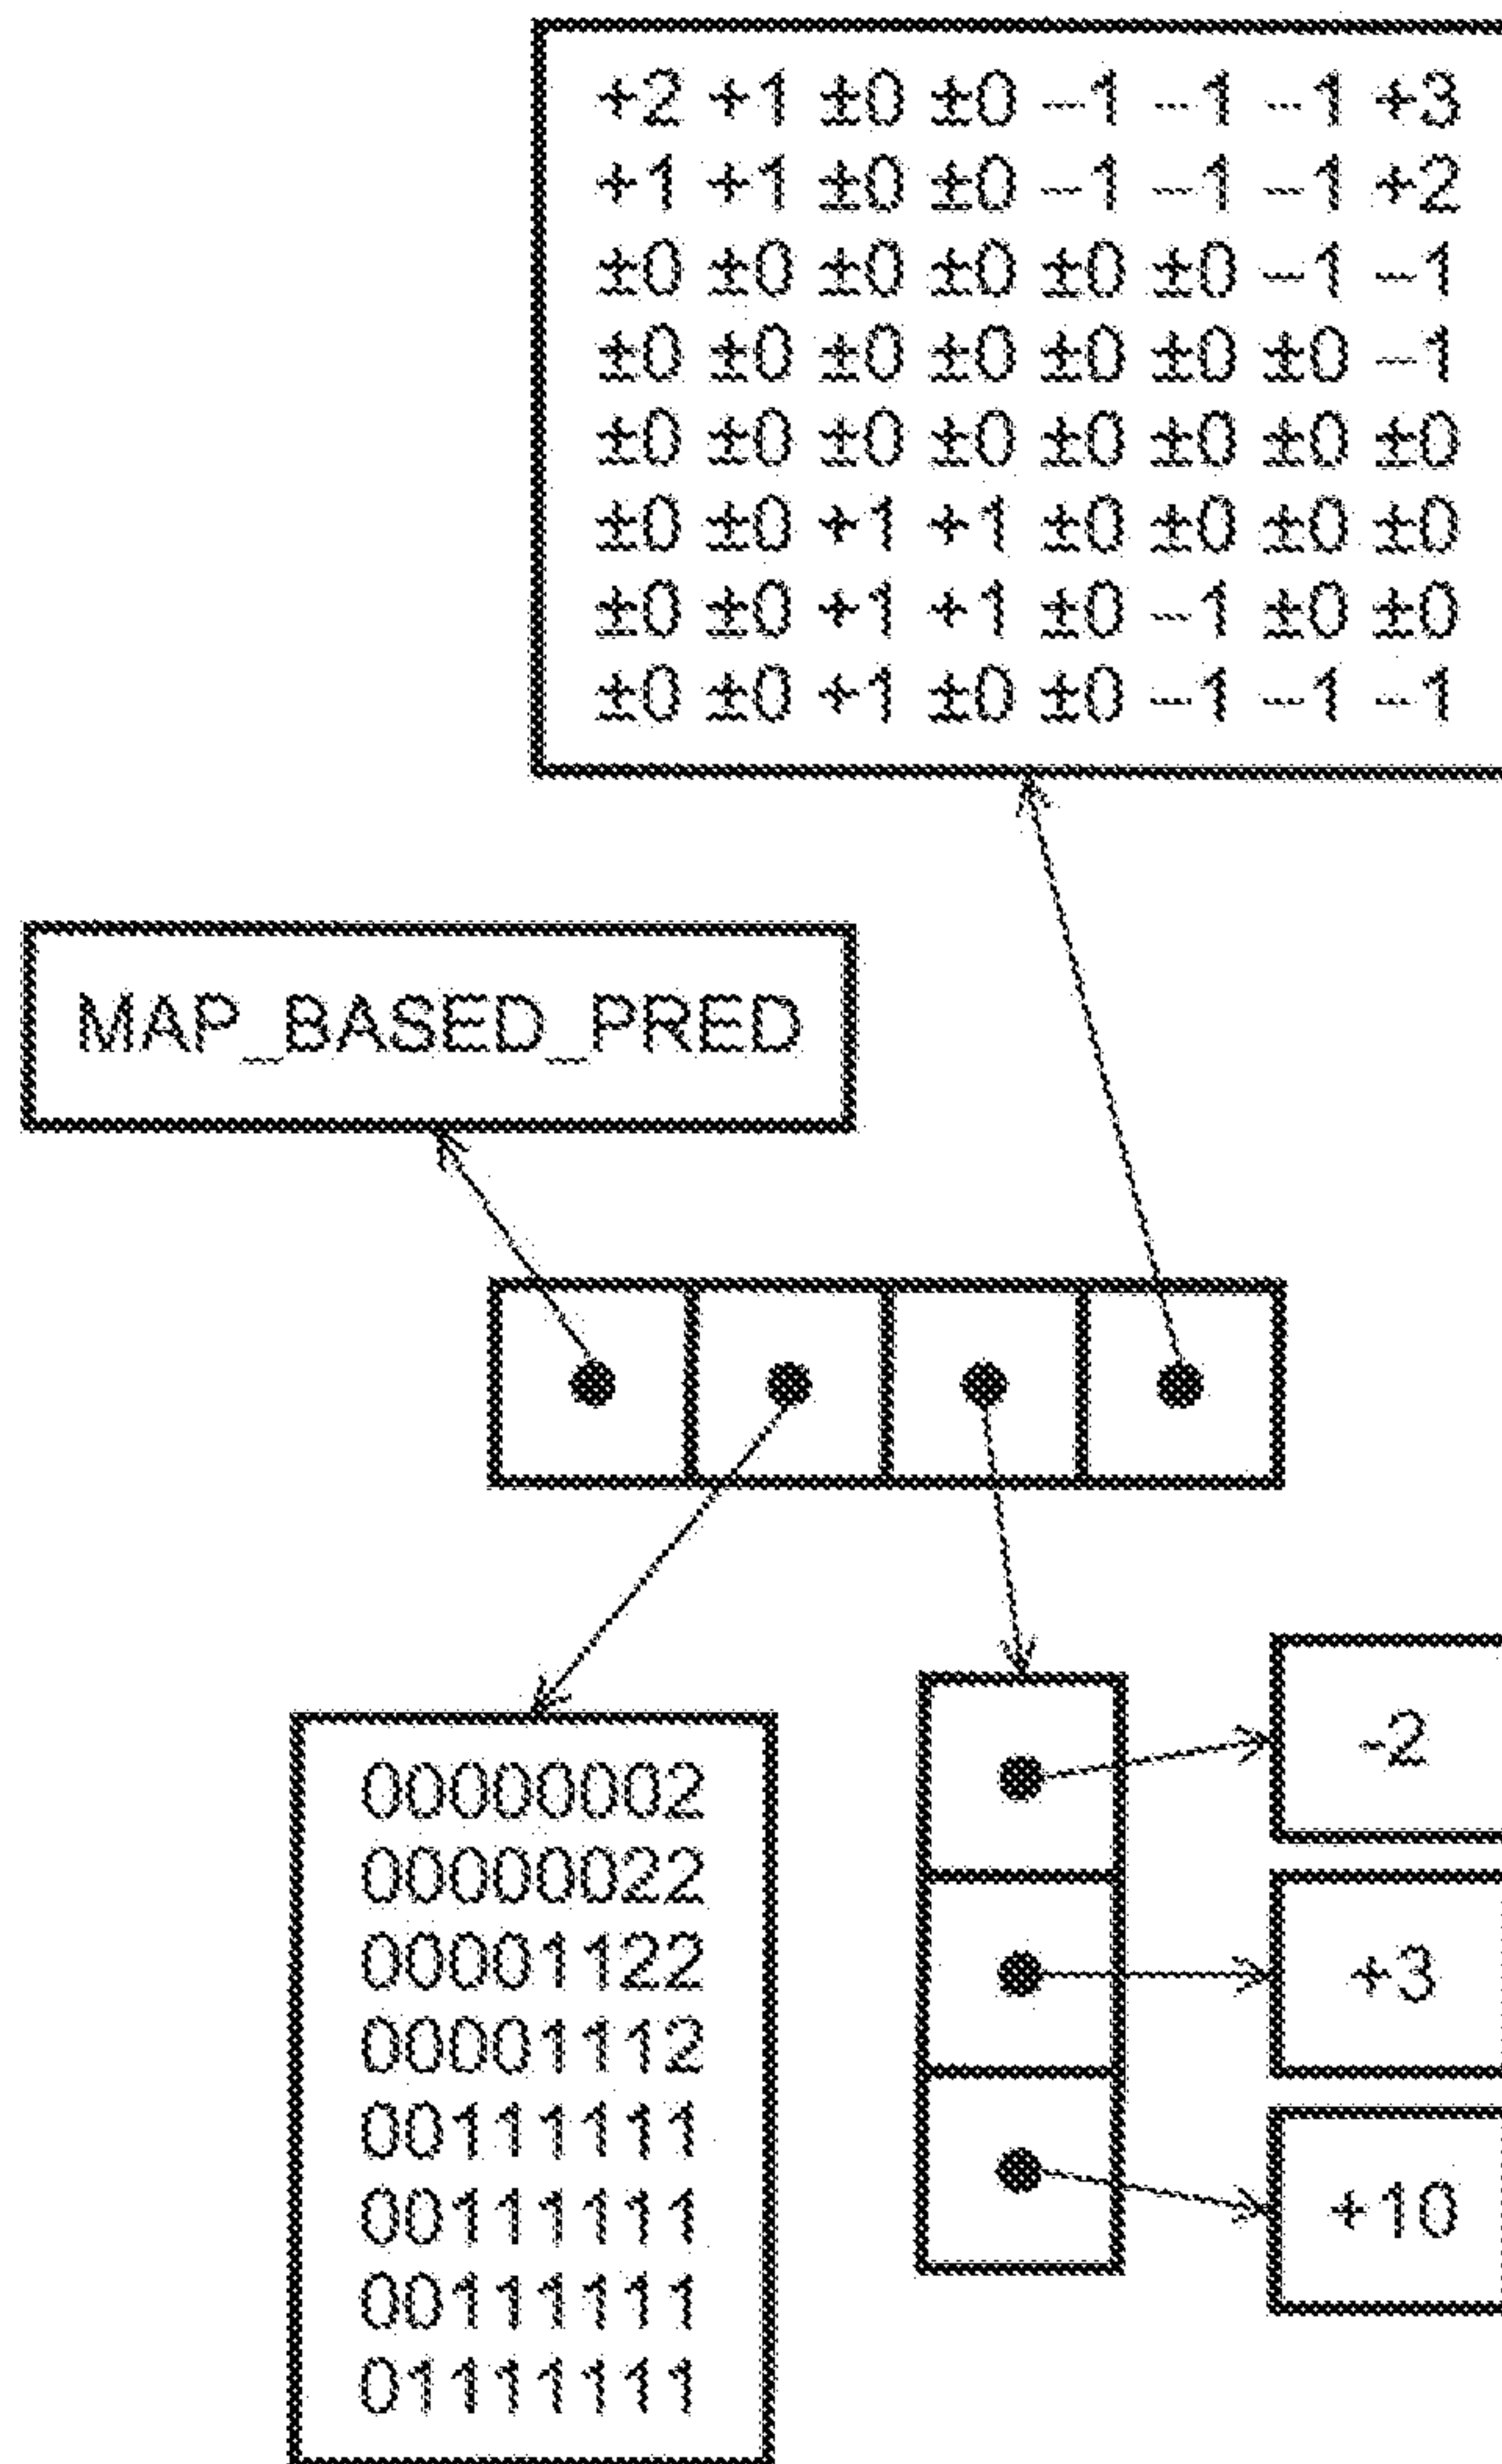 +2 +1 ±0 ±0 –1 –1 –1 +3
+1 +1 ±0 ±0 –1 –1 –1 +2
±0 ±0 ±0 ±0 ±0 ±0 –1 –1
±0 ±0 ±0 ±0 ±0 ±0 ±0 –1
±0 ±0 ±0 ±0 ±0 ±0 ±0 ±0
±0 ±0 +1 +1 ±0 ±0 ±0 ±0
±0 ±0 +1 +1 ±0 –1 ±0 ±0
±0 ±0 +1 ±0 ±0 –1 –1 –1
MAP_BASED_PRED
00000002
00000022
00001122
00001112
00111111
00111111
00111111
01111111
-2
+3
+10